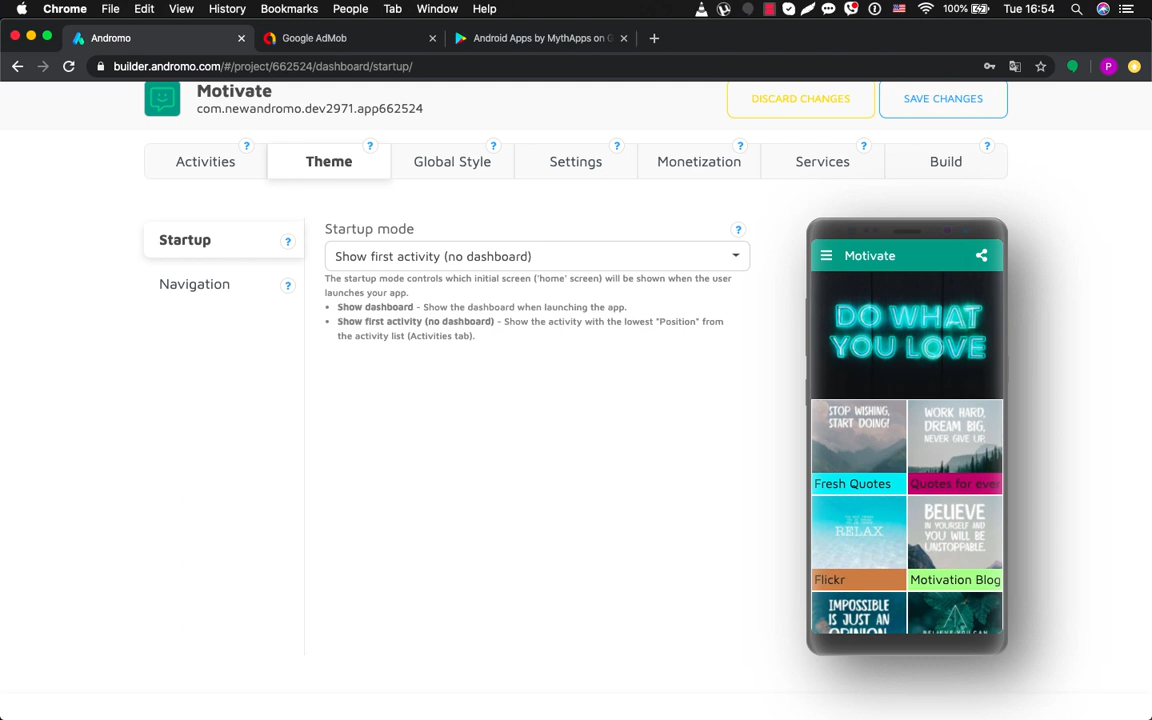 Chrome File Edit View History Bookmarks People Tab Window Help 100% Tue 16:54
Andromo
Google AdMob
Android Apps by MythApps on G
builder.andromo.com/#/project/662524/dashboard/startup/
P
Motivate
com.newandromo.dev2971.app662524
DISCARD CHANGES
SAVE CHANGES
Activities ? Theme ? Global Style ? Settings ? Monetization ? Services ? Build ?
Startup ?
Navigation ?
Startup mode ?
Show first activity (no dashboard)
The startup mode controls which initial screen ('home' screen) will be shown when the user
launches your app.
• Show dashboard - Show the dashboard when launching the app.
• Show first activity (no dashboard) - Show the activity with the lowest "Position" from
the activity list (Activities tab).
Motivate
DO WHAT
YOU LOVE
STOP WISHING,
START DOING!
Fresh Quotes
WORK HARD,
DREAM BIG,
NEVER GIVE UP.
Quotes for ever
RELAX
Flickr
BELIEVE
IN YOURSELF AND
YOU WILL BE
UNSTOPPABLE.
Motivation Blog
IMPOSSIBLE
IS JUST AN
OPINION
BELIEVE YOU CAN